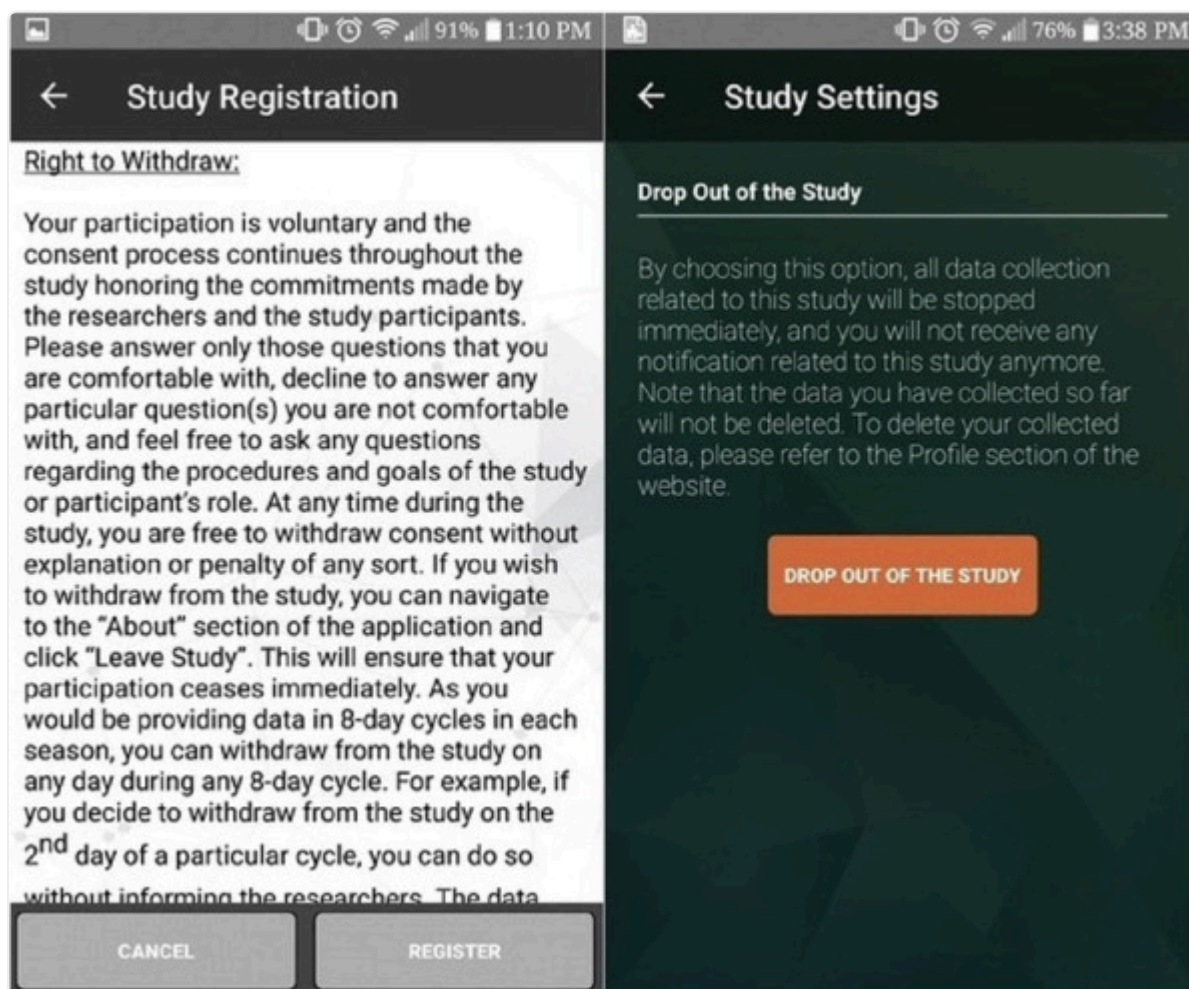 91% 1:10 PM
Study Registration
Right to Withdraw:
Your participation is voluntary and the
consent process continues throughout the
study honoring the commitments made by
the researchers and the study participants.
Please answer only those questions that you
are comfortable with, decline to answer any
particular question(s) you are not comfortable
with, and feel free to ask any questions
regarding the procedures and goals of the study
or participant's role. At any time during the
study, you are free to withdraw consent without
explanation or penalty of any sort. If you wish
to withdraw from the study, you can navigate
to the “About” section of the application and
click “Leave Study”. This will ensure that your
participation ceases immediately. As you
would be providing data in 8-day cycles in each
season, you can withdraw from the study on
any day during any 8-day cycle. For example, if
you decide to withdraw from the study on the
2nd day of a particular cycle, you can do so
without informing the researchers. The data
CANCEL
REGISTER
76% 3:38 PM
Study Settings
Drop Out of the Study
By choosing this option, all data collection
related to this study will be stopped
immediately, and you will not receive any
notification related to this study anymore.
Note that the data you have collected so far
will not be deleted. To delete your collected
data, please refer to the Profile section of the
website.
DROP OUT OF THE STUDY